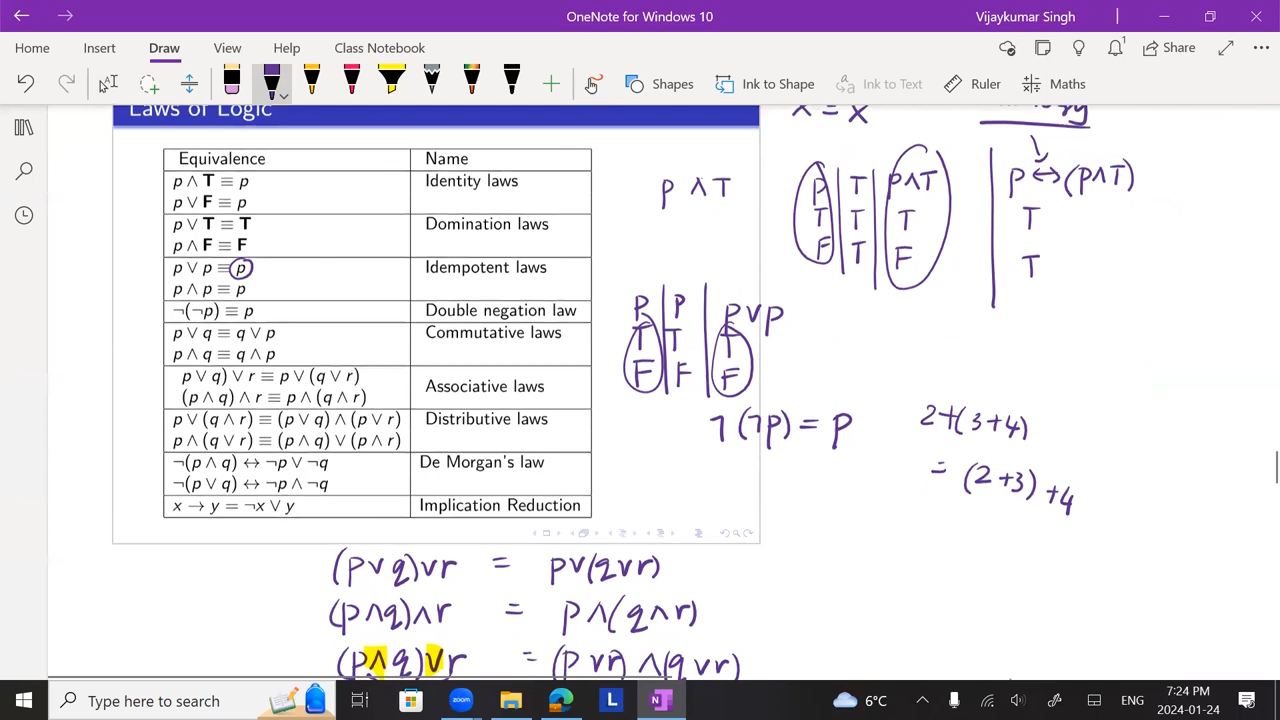 OneNote for Windows 10
Vijaykumar Singh
Home Insert Draw View Help Class Notebook
Share
Shapes Ink to Shape Ink to Text Ruler Maths
Laws of Logic
Equivalence Name
p ∧ T ≡ p Identity laws
p ∨ F ≡ p
p ∨ T ≡ T Domination laws
p ∧ F ≡ F
p ∨ p ≡ p Idempotent laws
p ∧ p ≡ p
¬(¬p) ≡ p Double negation law
p ∨ q ≡ q ∨ p Commutative laws
p ∧ q ≡ q ∧ p
p ∨ q) ∨ r ≡ p ∨ (q ∨ r)
(p ∧ q) ∧ r ≡ p ∧ (q ∧ r)
Associative laws
p ∨ (q ∧ r) ≡ (p ∨ q) ∧ (p ∨ r) Distributive laws
p ∧ (q ∨ r) ≡ (p ∧ q) ∨ (p ∧ r)
¬(p ∧ q) ↔ ¬p ∨ ¬q De Morgan's law
¬(p ∨ q) ↔ ¬p ∧ ¬q
x → y = ¬x ∨ y Implication Reduction
x = x
p ∧ T
p T p∧T
T T T
F T F
p ↔ (p∧T)
T
T
p p p∨p
T T T
F F F
¬(¬p) = p
2+(3+4)
= (2+3)+4
(p∨q)∨r = p∨(q∨r)
(p∧q)∧r = p∧(q∧r)
(p∧q)∨r = (p∨r)∧(q∨r)
Type here to search
zoom
L
N
6°C
ENG
7:24 PM
2024-01-24